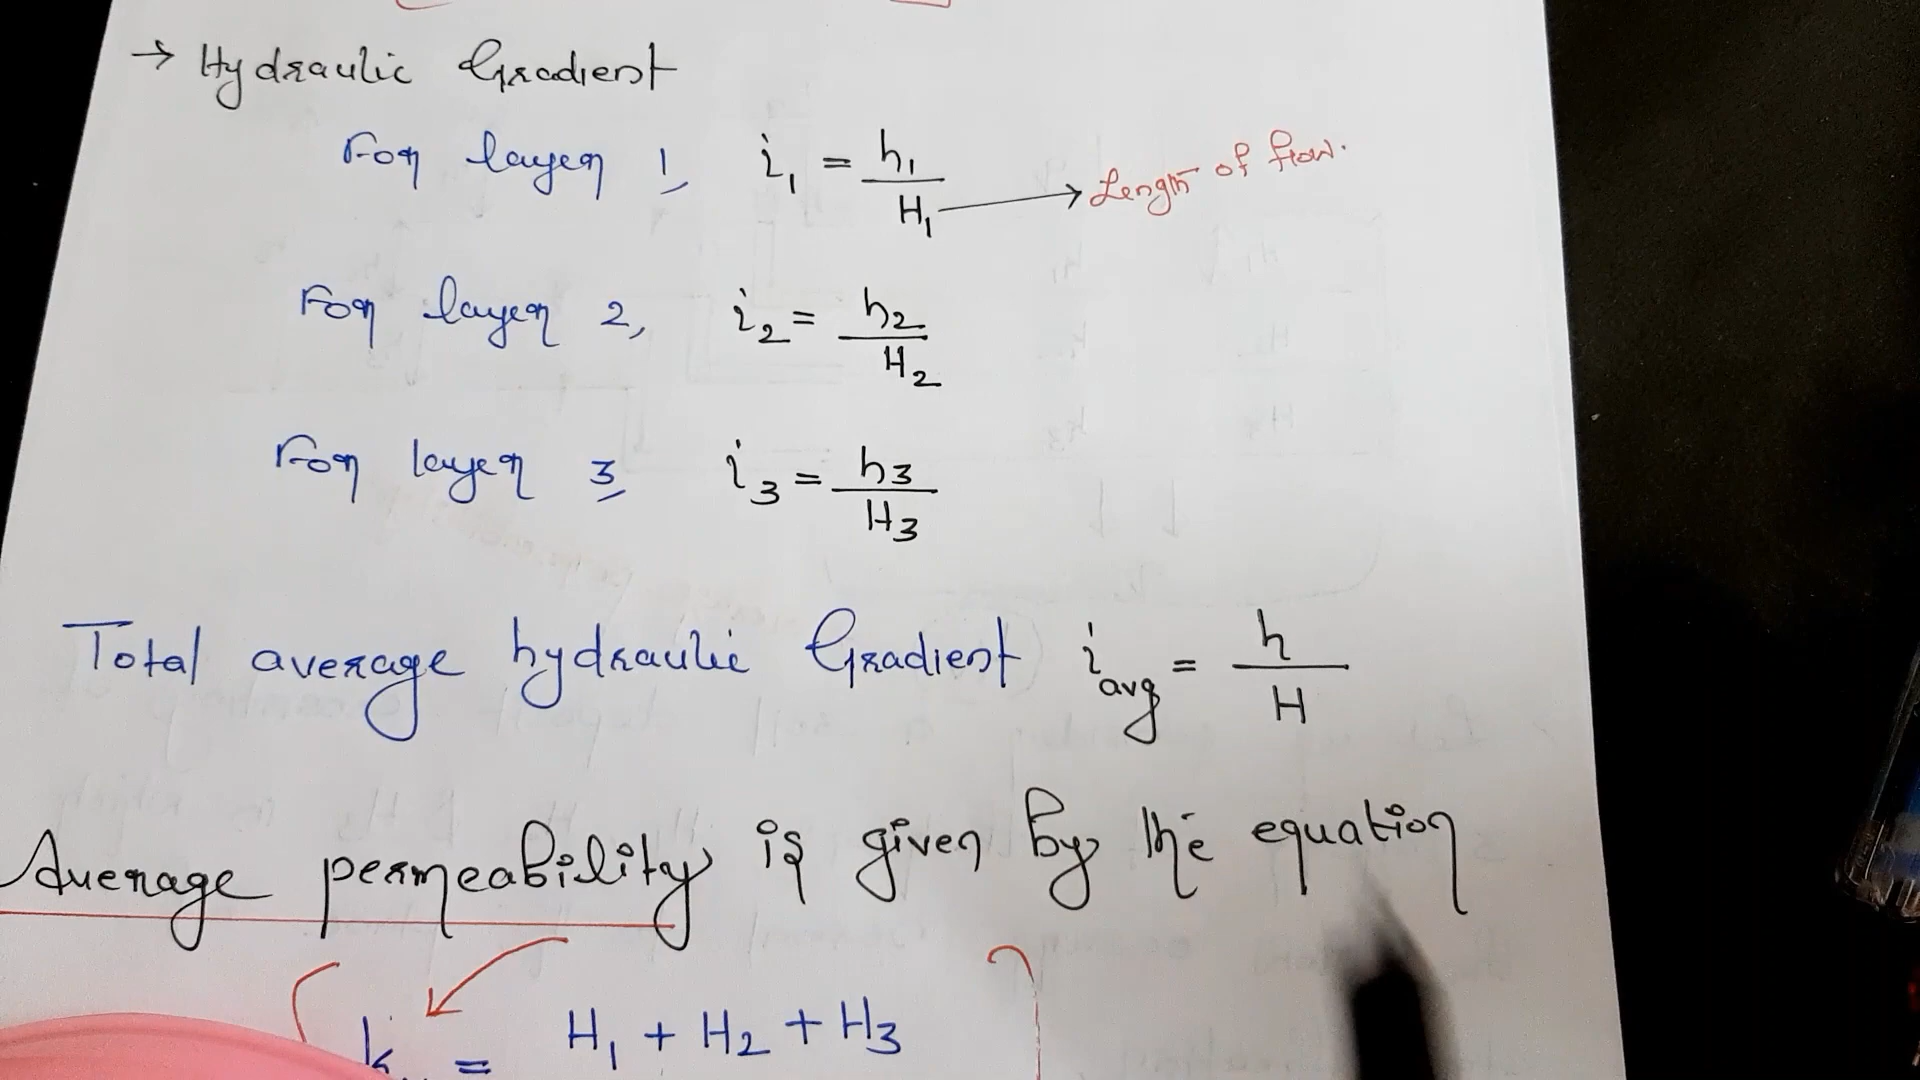 → Hydraulic Gradient
For layer 1, i₁ = h₁/H₁ → Length of flow.
For layer 2, i₂ = h₂/H₂
For layer 3, i₃ = h₃/H₃
Total average hydraulic Gradient i avg = h/H
Average permeability is given by the equation
k = H₁ + H₂ + H₃